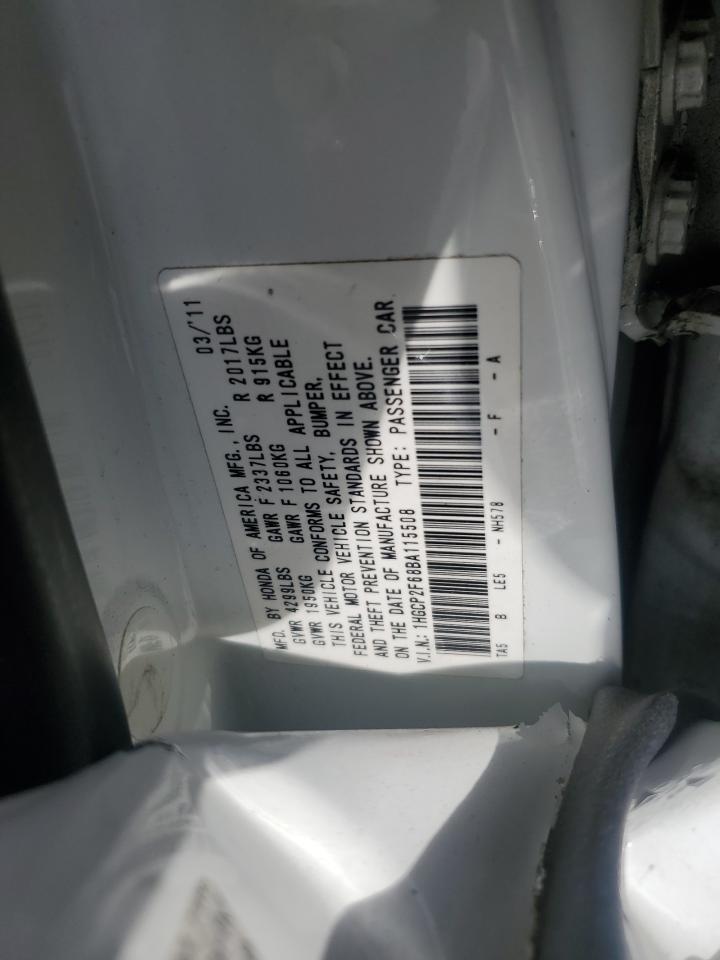 MFD. BY HONDA OF AMERICA MFG., INC. 03/'11
GVWR 4299LBS GAWR F 2337LBS R 2017LBS
GVWR 1950KG GAWR F 1060KG R 915KG
THIS VEHICLE CONFORMS TO ALL APPLICABLE
FEDERAL MOTOR VEHICLE SAFETY, BUMPER,
AND THEFT PREVENTION STANDARDS IN EFFECT
ON THE DATE OF MANUFACTURE SHOWN ABOVE.
V.I.N.: 1HGCP2F68BA115508 TYPE: PASSENGER CAR
TA5 B LE5 - NH578 - F - A